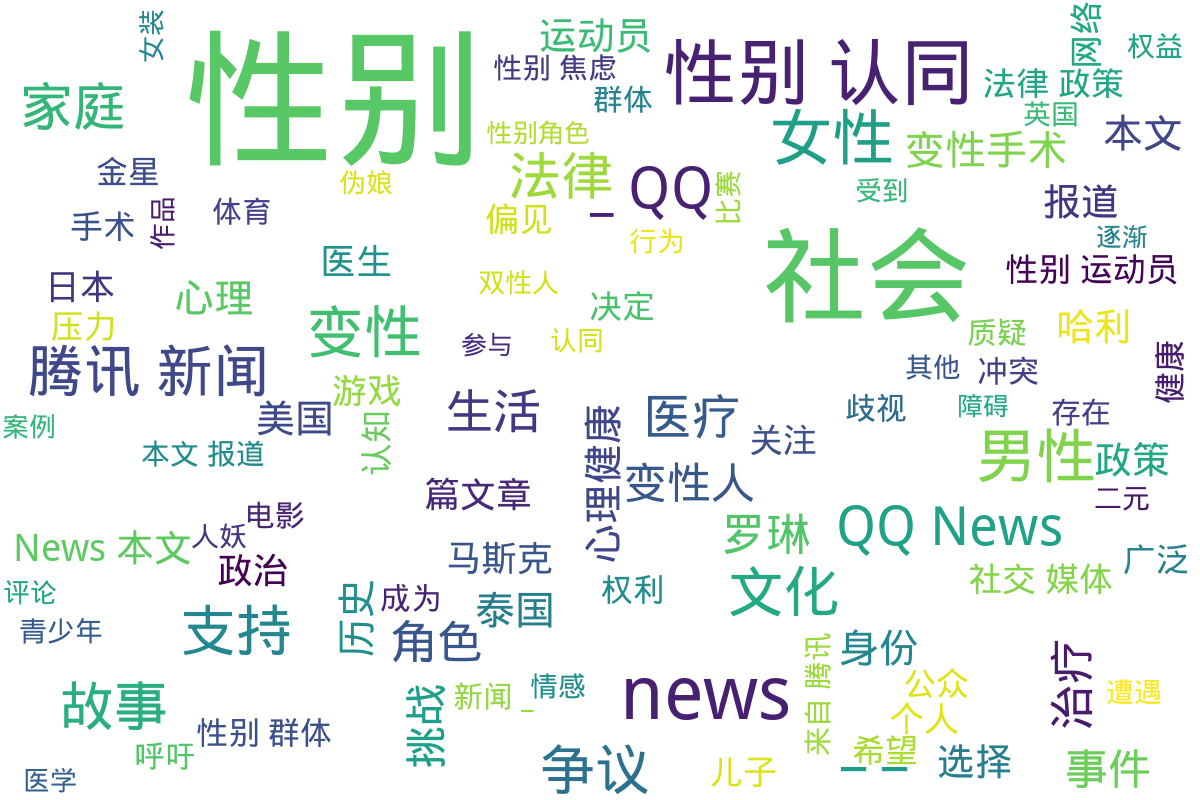 女装
性别
运动员
性别 焦虑
群体
性别 认同
网络
权益
法律 政策
英国
本文
家庭
性别角色
女性
变性手术
金星
伪娘
法律
_ QQ
比赛
受到
报道
手术
作品
体育
偏见
行为
逐渐
社会
医生
双性人
性别 运动员
日本
心理
决定
压力
变性
参与
认同
质疑
哈利
腾讯 新闻
游戏
其他
冲突
健康
美国
生活
医疗
歧视
障碍
存在
案例
认知
关注
男性
政策
本文 报道
心理健康
变性人
篇文章
二元
电影
人妖
罗琳
QQ News
News 本文
政治
马斯克
广泛
评论
历史
成为
泰国
权利
文化
社交 媒体
青少年
支持
角色
身份
治疗
故事
挑战
新闻 _
情感
news
来自 腾讯
公众
遭遇
性别 群体
个人
呼吁
争议
希望
_ _
选择
事件
医学
儿子